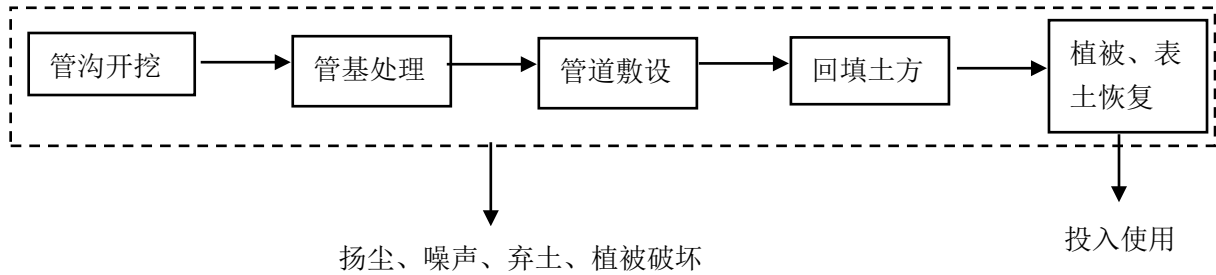 管沟开挖
管基处理
管道敷设
回填土方
植被、表
土恢复
扬尘、噪声、弃土、植被破坏
投入使用